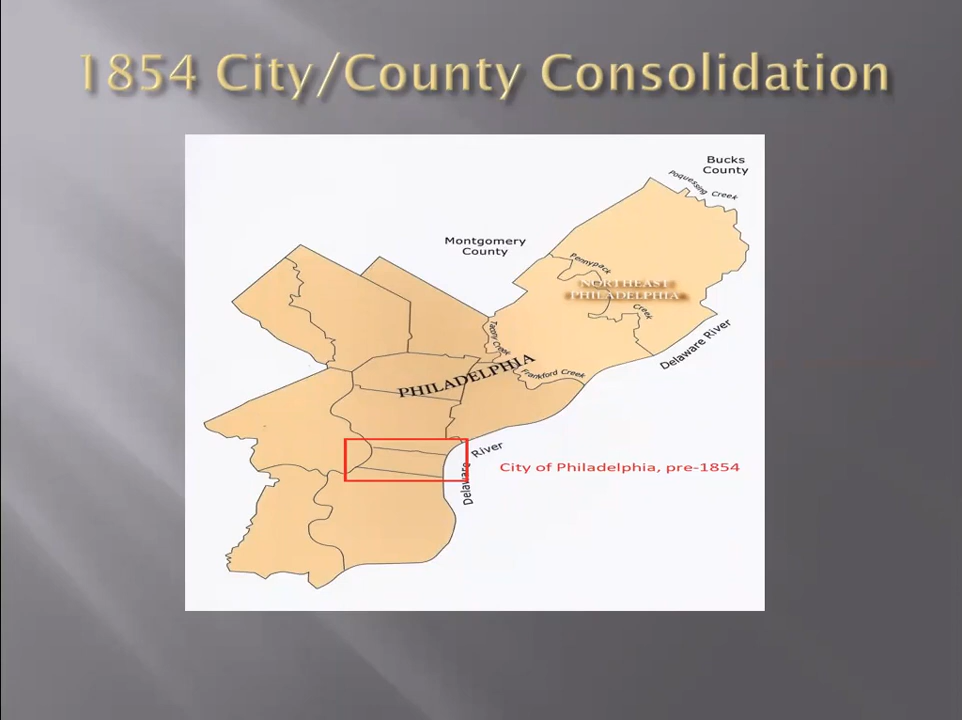 1854 City/County Consolidation
Bucks
County
Poquessing Creek
Montgomery
County
Pennypack
NORTHEAST
PHILADELPHIA
Creek
Delaware River
Tacony Creek
PHILADELPHIA
Frankford Creek
Delaware River
City of Philadelphia, pre-1854